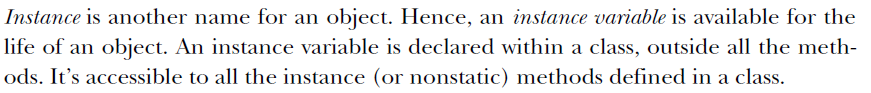 Instance is another name for an object. Hence, an instance variable is available for the
life of an object. An instance variable is declared within a class, outside all the meth-
ods. It’s accessible to all the instance (or nonstatic) methods defined in a class.